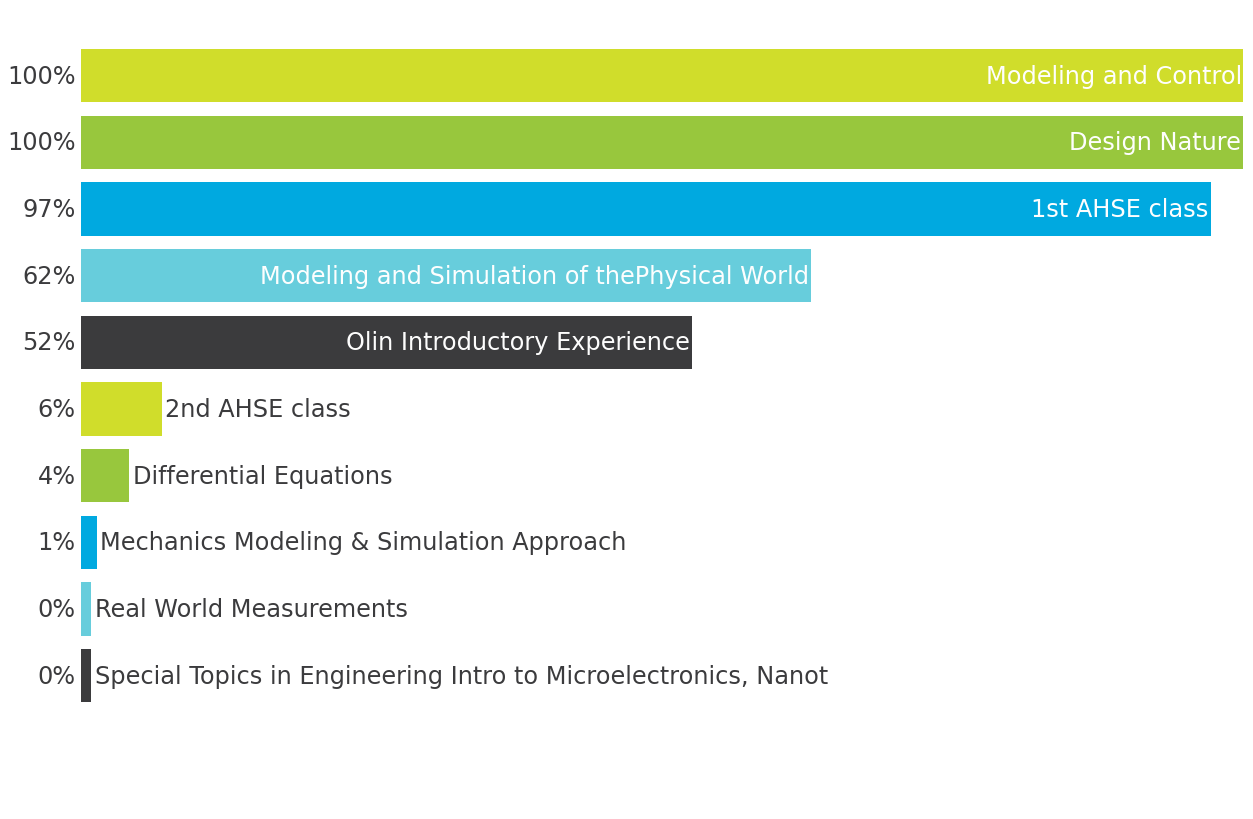 100% Modeling and Control
100% Design Nature
97% 1st AHSE class
62% Modeling and Simulation of thePhysical World
52% Olin Introductory Experience
6% 2nd AHSE class
4% Differential Equations
1% Mechanics Modeling & Simulation Approach
0% Real World Measurements
0% Special Topics in Engineering Intro to Microelectronics, Nanot